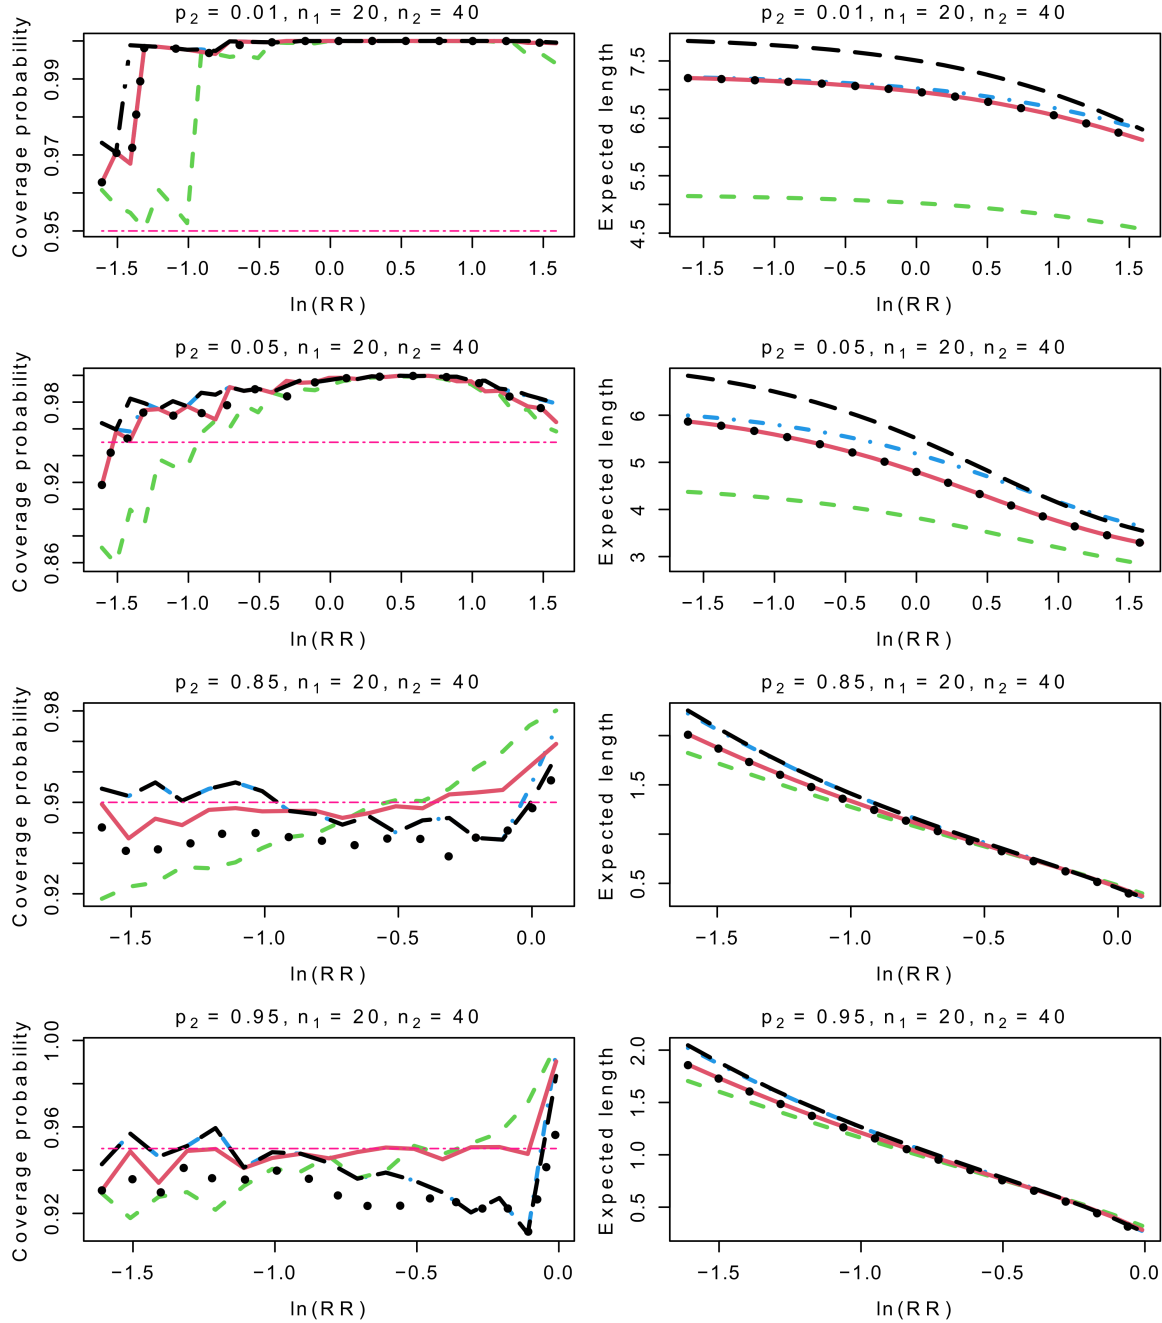 p2 = 0.01, n1 = 20, n2 = 40
Coverage probability
0.99
0.97
0.95
−1.5 −1.0 −0.5 0.0 0.5 1.0 1.5
ln(RR)
p2 = 0.01, n1 = 20, n2 = 40
Expected length
7.5
6.5
5.5
4.5
−1.5 −1.0 −0.5 0.0 0.5 1.0 1.5
ln(RR)
p2 = 0.05, n1 = 20, n2 = 40
Coverage probability
0.98
0.92
0.86
−1.5 −1.0 −0.5 0.0 0.5 1.0 1.5
ln(RR)
p2 = 0.05, n1 = 20, n2 = 40
Expected length
6
5
4
3
−1.5 −1.0 −0.5 0.0 0.5 1.0 1.5
ln(RR)
p2 = 0.85, n1 = 20, n2 = 40
Coverage probability
0.98
0.95
0.92
−1.5 −1.0 −0.5 0.0
ln(RR)
p2 = 0.85, n1 = 20, n2 = 40
Expected length
1.5
0.5
−1.5 −1.0 −0.5 0.0
ln(RR)
p2 = 0.95, n1 = 20, n2 = 40
Coverage probability
1.00
0.96
0.92
−1.5 −1.0 −0.5 0.0
ln(RR)
p2 = 0.95, n1 = 20, n2 = 40
Expected length
2.0
1.5
1.0
0.5
−1.5 −1.0 −0.5 0.0
ln(RR)